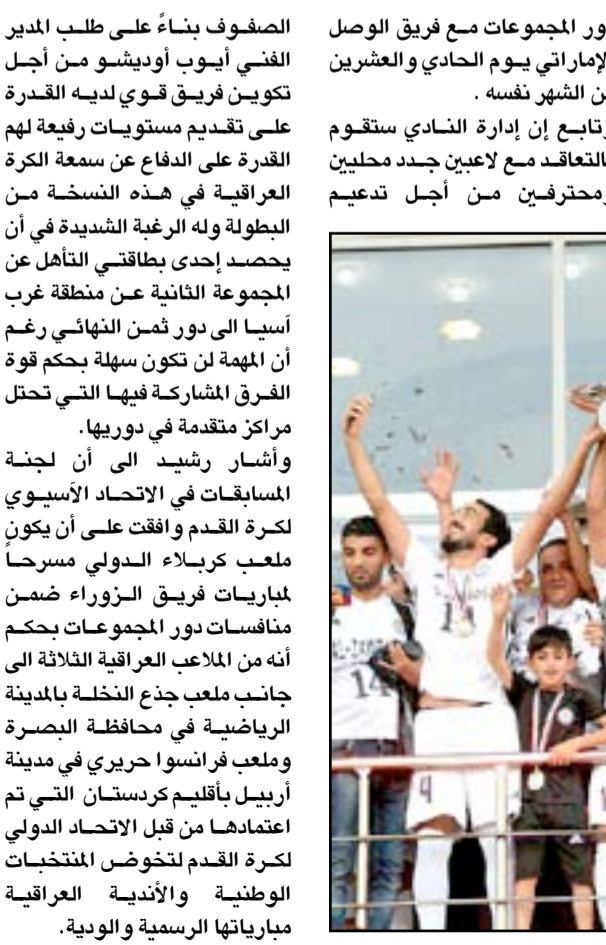 ور المجموعات مع فريق الوصل
لإماراتي يوم الحادي والعشرين
ن الشهر نفسه .
تابع إن إدارة النادي ستقوم
التعاقد مع لاعبين جدد محليين
محترفين من أجل تدعيم
الصفوف بناءً على طلب المدير
الفني أيوب أوديشو من أجل
تكوين فريق قوي لديه القدرة
على تقديم مستويات رفيعة لهم
القدرة على الدفاع عن سمعة الكرة
العراقية في هذه النسخة من
البطولة وله الرغبة الشديدة في أن
يحصد إحدى بطاقتي التأهل عن
المجموعة الثانية عن منطقة غرب
آسيا الى دور ثمن النهائي رغم
أن المهمة لن تكون سهلة بحكم قوة
الفرق المشاركة فيها التي تحتل
مراكز متقدمة في دوريها.
وأشار رشيد الى أن لجنة
المسابقات في الاتحاد الآسيوي
لكرة القدم وافقت على أن يكون
ملعب كربلاء الدولي مسرحاً
لمباريات فريق الزوراء ضمن
منافسات دور المجموعات بحكم
أنه من الملاعب العراقية الثلاثة الى
جانب ملعب جذع النخلة بالمدينة
الرياضية في محافظة البصرة
وملعب فرانسوا حريري في مدينة
أربيل بأقليم كردستان التي تم
اعتمادها من قبل الاتحاد الدولي
لكرة القدم لتخوض المنتخبات
الوطنية والأندية العراقية
مبارياتها الرسمية والودية.
14
4